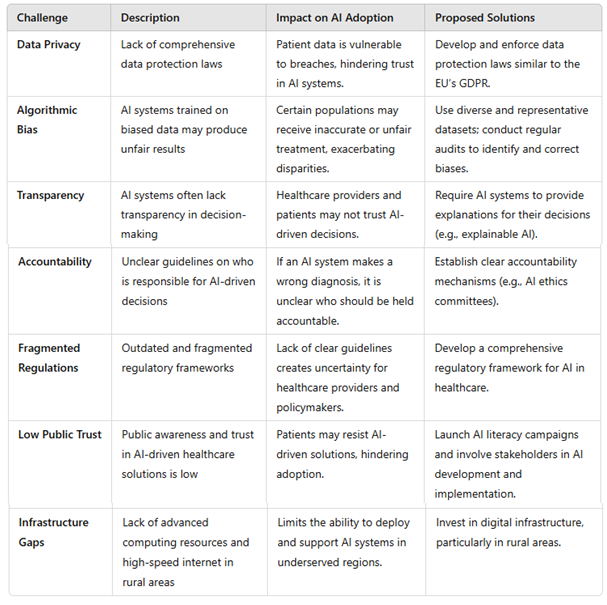 Challenge Description Impact on AI Adoption Proposed Solutions
Data Privacy Lack of comprehensive Patient data is vulnerable Develop and enforce data
data protection laws to breaches, hindering trust protection laws similar to the
in AI systems. EU's GDPR.
Algorithmic AI systems trained on Certain populations may Use diverse and representative
Bias biased data may produce receive inaccurate or unfair datasets; conduct regular
unfair results treatment, exacerbating audits to identify and correct
disparities. biases.
Transparency AI systems often lack Healthcare providers and Require AI systems to provide
transparency in decision- patients may not trust AI- explanations for their decisions
making driven decisions. (e.g., explainable AI).
Accountability Unclear guidelines on who If an AI system makes a Establish clear accountability
is responsible for AI-driven wrong diagnosis, it is mechanisms (e.g., AI ethics
decisions unclear who should be held committees).
accountable.
Fragmented Outdated and fragmented Lack of clear guidelines Develop a comprehensive
Regulations regulatory frameworks creates uncertainty for regulatory framework for AI in
healthcare providers and healthcare.
policymakers.
Low Public Trust Public awareness and trust Patients may resist AI- Launch AI literacy campaigns
in AI-driven healthcare driven solutions, hindering and involve stakeholders in AI
solutions is low adoption. development and
implementation.
Infrastructure Lack of advanced Limits the ability to deploy Invest in digital infrastructure,
Gaps computing resources and and support AI systems in particularly in rural areas.
high-speed internet in underserved regions.
rural areas